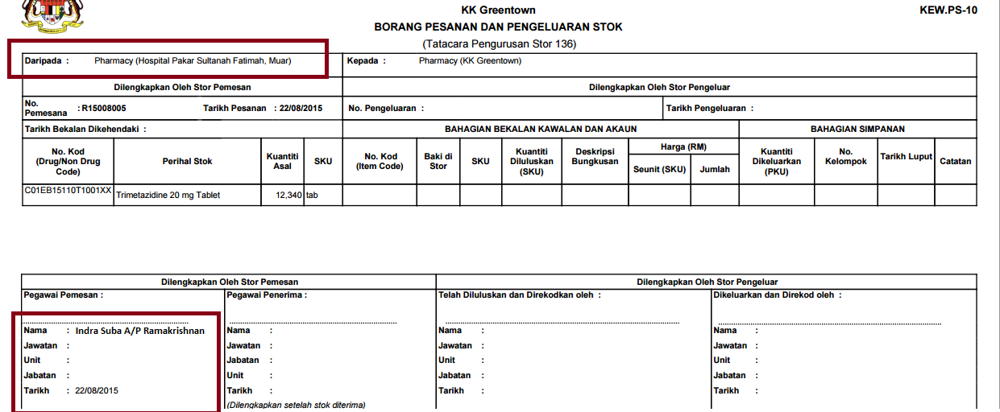 KK Greentown
KEW.PS-10
BORANG PESANAN DAN PENGELUARAN STOK
(Tatacara Pengurusan Stor 136)
Daripada : Pharmacy (Hospital Pakar Sultanah Fatimah, Muar) Kepada : Pharmacy (KK Greentown)
Dilengkapkan Oleh Stor Pemesan Dilengkapkan Oleh Stor Pengeluar
No. Pemesana : R15008005 Tarikh Pesanan : 22/08/2015 No. Pengeluaran : Tarikh Pengeluaran :
Tarikh Bekalan Dikehendaki : BAHAGIAN BEKALAN KAWALAN DAN AKAUN BAHAGIAN SIMPANAN
No. Kod (Drug/Non Drug Code) Perihal Stok Kuantiti Asal SKU No. Kod (Item Code) Baki di Stor SKU Kuantiti Diluluskan (SKU) Deskripsi Bungkusan Harga (RM) Seunit (SKU) Jumlah Kuantiti Dikeluarkan (PKU) No. Kelompok Tarikh Luput Catatan
C01EB15110T1001XX Trimetazidine 20 mg Tablet 12,340 tab
Dilengkapkan Oleh Stor Pemesan Dilengkapkan Oleh Stor Pengeluar
Pegawai Pemesan : Pegawai Penerima : Telah Diluluskan dan Direkodkan oleh : Dikeluarkan dan Direkod oleh :
Nama : Indra Suba A/P Ramakrishnan Nama : Nama : Nama :
Jawatan : Jawatan : Jawatan : Jawatan :
Unit : Jabatan : Unit : Unit :
Jabatan : Unit : Jabatan : Jabatan :
Tarikh : 22/08/2015 Tarikh : Tarikh : Tarikh :
(Dilengkapkan setelah stok diterima)